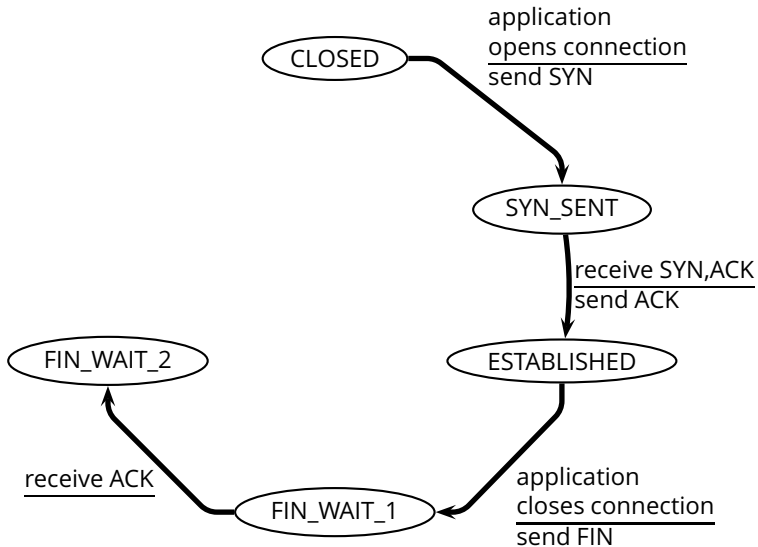 application
opens connection
send SYN
CLOSED
SYN_SENT
receive SYN,ACK
send ACK
FIN_WAIT_2
ESTABLISHED
receive ACK
application
closes connection
send FIN
FIN_WAIT_1